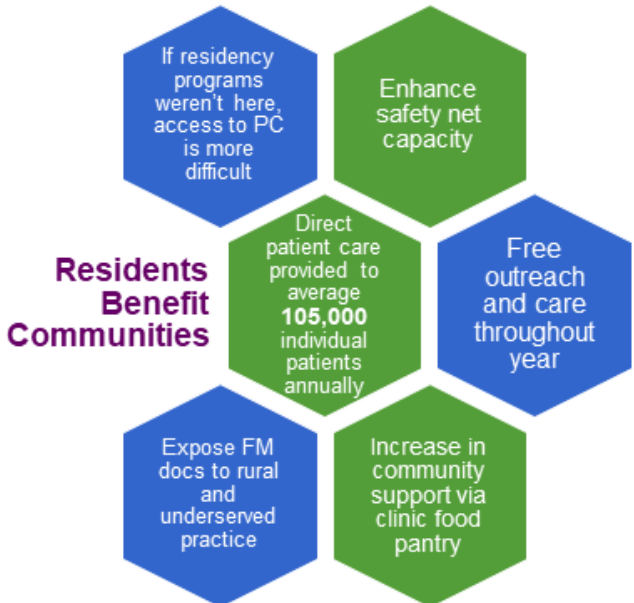 If residency
programs
weren't here,
access to PC
is more
difficult
Enhance
safety net
capacity
Residents
Benefit
Communities
Direct
patient care
provided to
average
105,000
individual
patients
annually
Free
outreach
and care
throughout
year
Expose FM
docs to rural
and
underserved
practice
Increase in
community
support via
clinic food
pantry